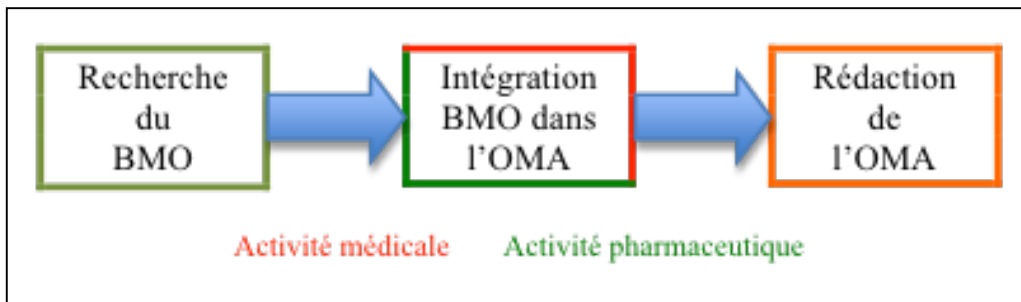 Recherche
du
BMO
Intégration
BMO dans
l'OMA
Rédaction
de
l'OMA
Activité médicale
Activité pharmaceutique